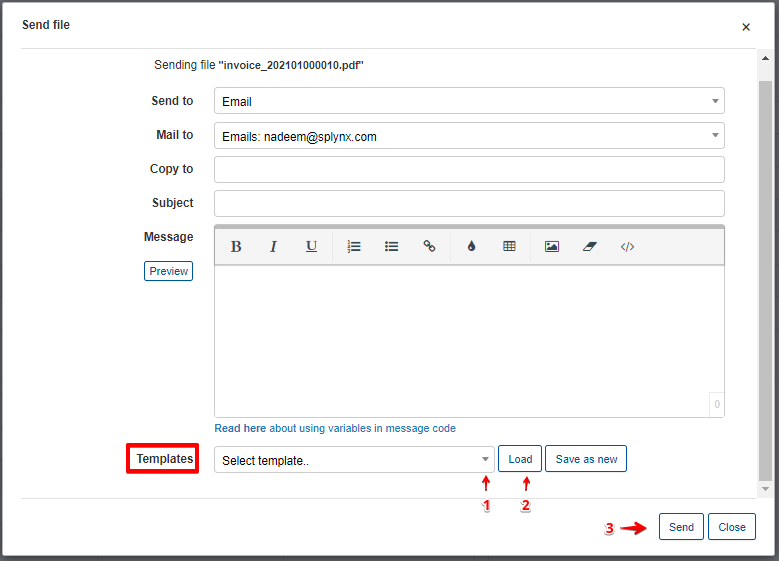 Send file
×
Sending file "invoice_202101000010.pdf"
Send to Email
Mail to Emails: nadeem@splynx.com
Copy to
Subject
Message B I U </>
Preview
0
Read here about using variables in message code
Templates Select template.. Load Save as new
1 2
3 Send Close